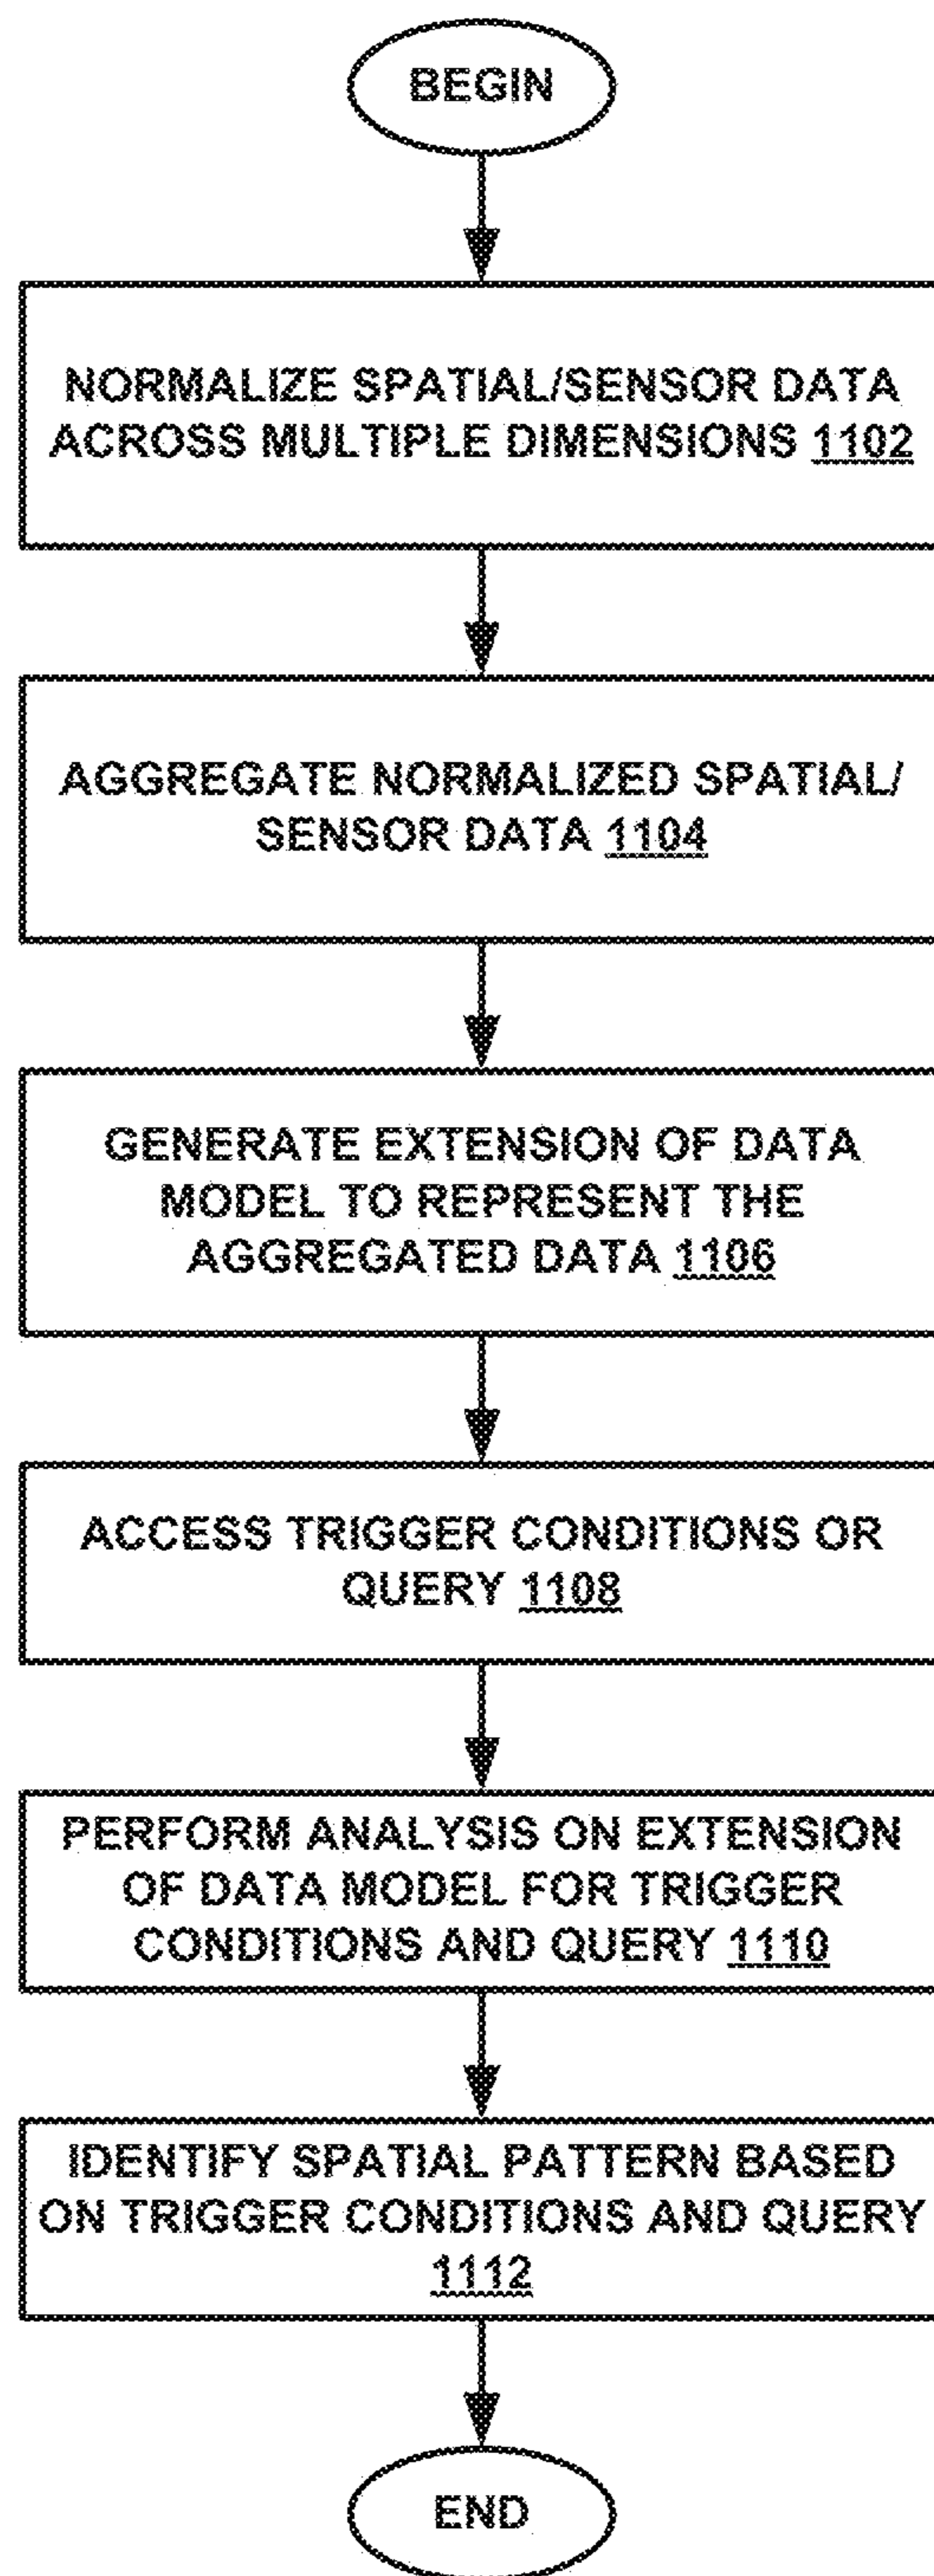 BEGIN
NORMALIZE SPATIAL/SENSOR DATA
ACROSS MULTIPLE DIMENSIONS 1102
AGGREGATE NORMALIZED SPATIAL/
SENSOR DATA 1104
GENERATE EXTENSION OF DATA
MODEL TO REPRESENT THE
AGGREGATED DATA 1106
ACCESS TRIGGER CONDITIONS OR
QUERY 1108
PERFORM ANALYSIS ON EXTENSION
OF DATA MODEL FOR TRIGGER
CONDITIONS AND QUERY 1110
IDENTIFY SPATIAL PATTERN BASED
ON TRIGGER CONDITIONS AND QUERY
1112
END